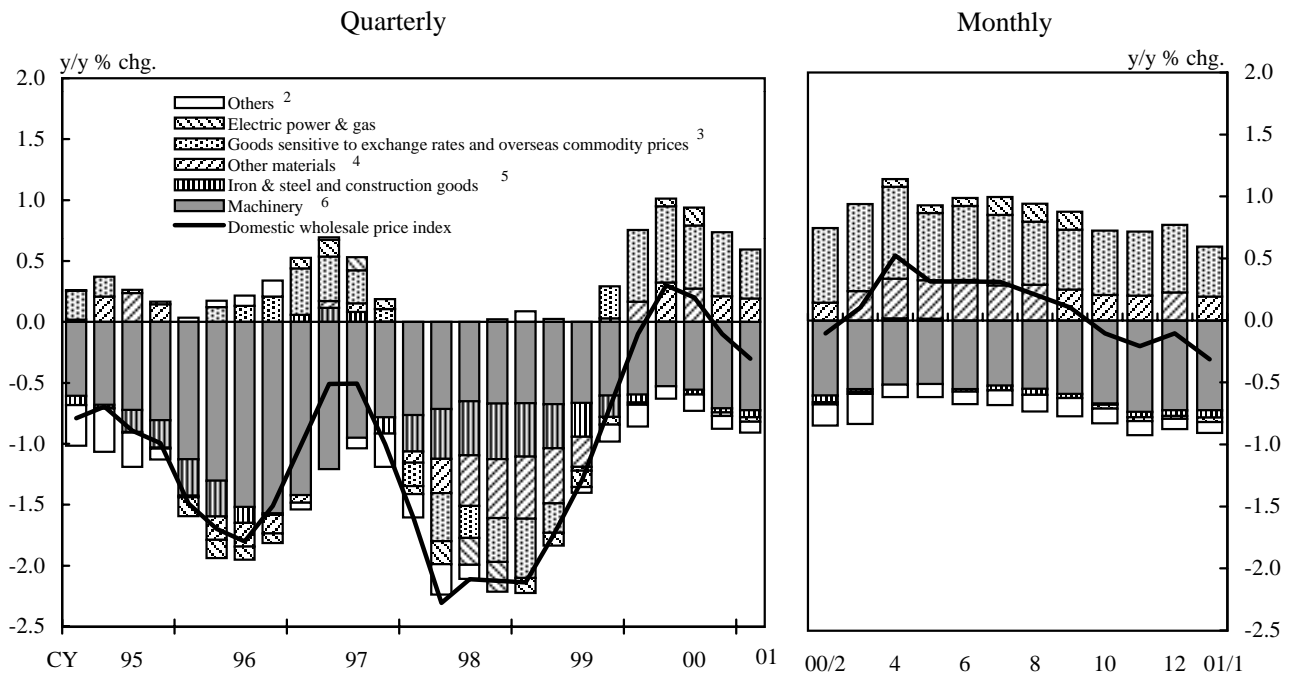 Quarterly
Monthly
y/y % chg.
y/y % chg.
2.0
1.5
1.0
0.5
0.0
-0.5
-1.0
-1.5
-2.0
-2.5
Others 2
Electric power & gas
Goods sensitive to exchange rates and overseas commodity prices 3
Other materials 4
Iron & steel and construction goods 5
Machinery 6
Domestic wholesale price index
CY 95 96 97 98 99 00 01
2.0
1.5
1.0
0.5
0.0
-0.5
-1.0
-1.5
-2.0
-2.5
00/2 4 6 8 10 12 01/1